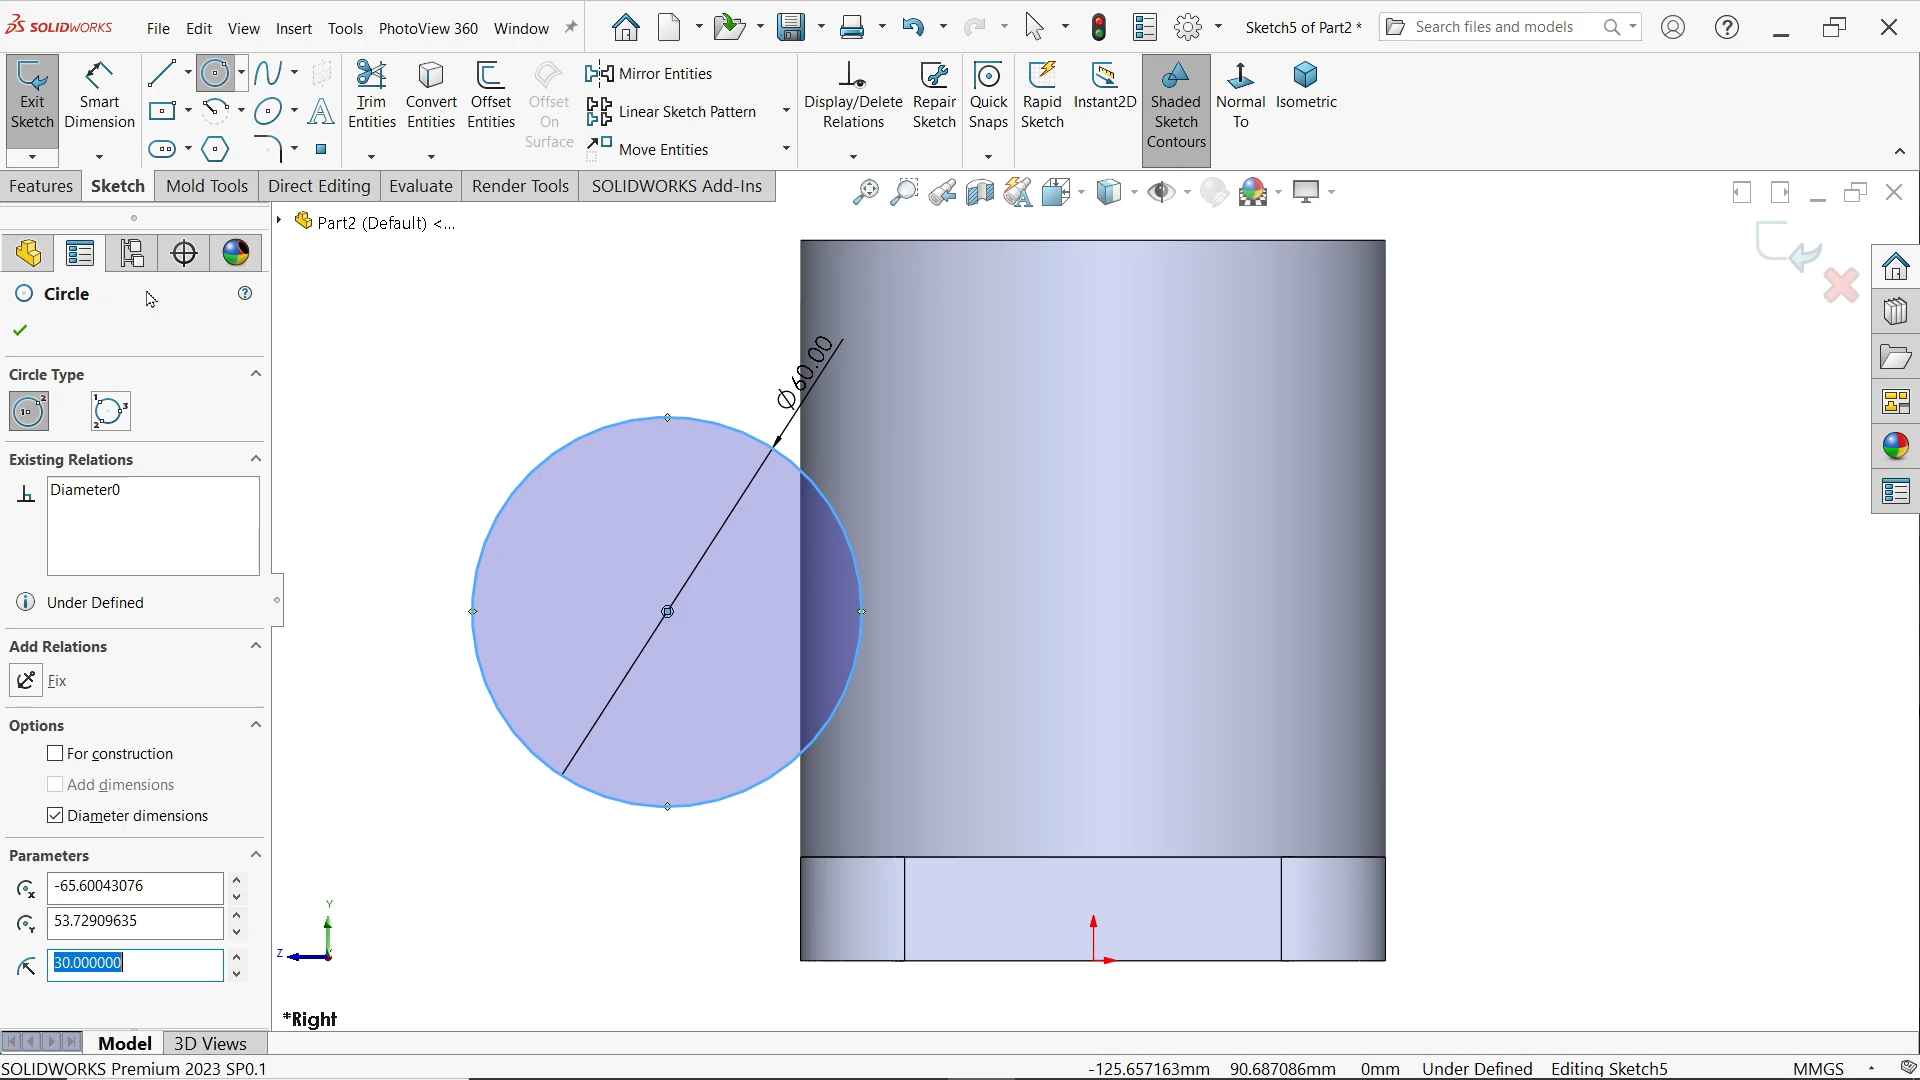 SOLIDWORKS File Edit View Insert Tools PhotoView 360 Window Sketch5 of Part2 * Search files and models
Exit Sketch
Smart Dimension
Trim Entities
Convert Entities
Offset Entities
Offset On Surface
Mirror Entities
Linear Sketch Pattern
Move Entities
Display/Delete Relations
Repair Sketch
Quick Snaps
Rapid Sketch
Instant2D
Shaded Sketch Contours
Normal To
Isometric
Features Sketch Mold Tools Direct Editing Evaluate Render Tools SOLIDWORKS Add-Ins
Part2 (Default) <...
Circle
Circle Type
Existing Relations
Diameter0
Under Defined
Add Relations
Fix
Options
For construction
Add dimensions
Diameter dimensions
Parameters
-65.60043076
53.72909635
30.000000
Ø60.00
Y
Z
*Right
Model 3D Views
SOLIDWORKS Premium 2023 SP0.1 -125.657163mm 90.687086mm 0mm Under Defined Editing Sketch5 MMGS